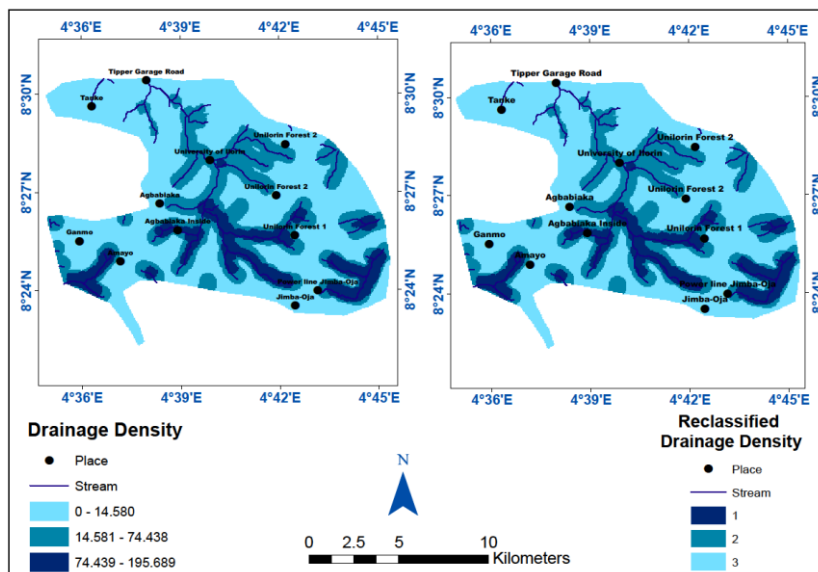 4°36'E 4°39'E 4°42'E 4°45'E
4°36'E 4°39'E 4°42'E 4°45'E
8°30'N
8°27'N
8°24'N
Tipper Garage Road
Tanke
Unilorin Forest 2
University of Ilorin
Unilorin Forest 2
Agbabiaka
Agbabiaka Inside
Unilorin Forest 1
Ganmo
Amayo
Power line Jimba-Oja
Jimba-Oja
8°30'N
8°27'N
8°24'N
4°36'E 4°39'E 4°42'E 4°45'E
Tipper Garage Road
Tanke
Unilorin Forest 2
University of Ilorin
Unilorin Forest 2
Agbabiaka
Agbabiaka Inside
Unilorin Forest 1
Ganmo
Amayo
Power line Jimba-Oja
Jimba-Oja
8°30'N
8°27'N
8°24'N
4°36'E 4°39'E 4°42'E 4°45'E
Drainage Density
Place
Stream
0 - 14.580
14.581 - 74.438
74.439 - 195.689
N
0 2.5 5 10
Kilometers
Reclassified
Drainage Density
Place
Stream
1
2
3